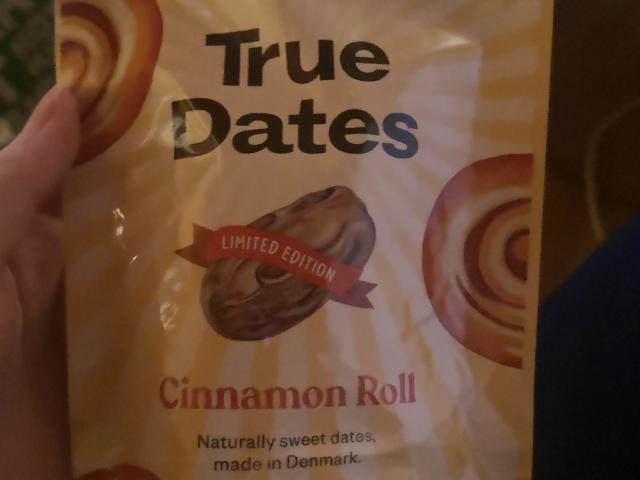 True
Dates
LIMITED EDITION
Cinnamon Roll
Naturally sweet dates,
made in Denmark.